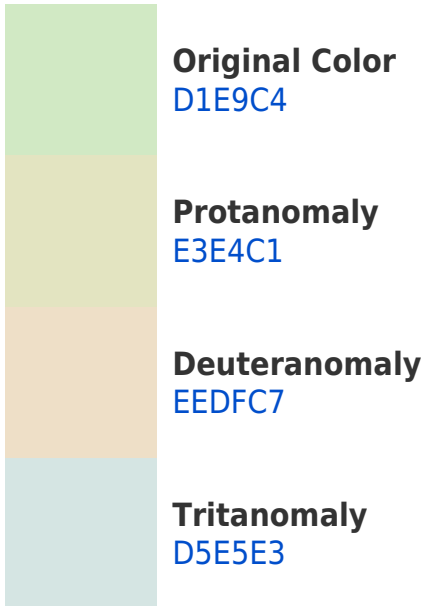 Original Color
D1E9C4
Protanomaly
E3E4C1
Deuteranomaly
EEDFC7
Tritanomaly
D5E5E3